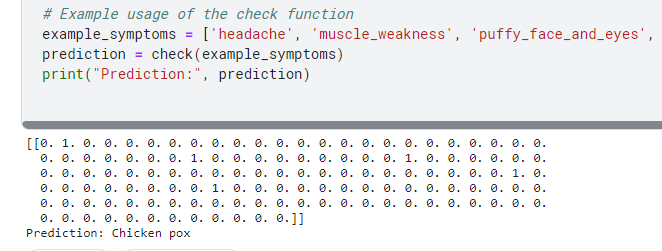 # Example usage of the check function
example_symptoms = ['headache', 'muscle_weakness', 'puffy_face_and_eyes',
prediction = check(example_symptoms)
print("Prediction:", prediction)
[[0. 1. 0. 0. 0. 0. 0. 0. 0. 0. 0. 0. 0. 0. 0. 0. 0. 0. 0. 0. 0. 0. 0. 0.
0. 0. 0. 0. 0. 0. 0. 1. 0. 0. 0. 0. 0. 0. 0. 0. 0. 1. 0. 0. 0. 0. 0. 0.
0. 0. 0. 0. 0. 0. 0. 0. 0. 0. 0. 0. 0. 0. 0. 0. 0. 0. 0. 0. 0. 0. 1. 0.
0. 0. 0. 0. 0. 0. 0. 0. 1. 0. 0. 0. 0. 0. 0. 0. 0. 0. 0. 0. 0. 0. 0. 0.
0. 0. 0. 0. 0. 0. 0. 0. 0. 0. 0. 0. 0. 0. 0. 0. 0. 0. 0. 0. 0. 0. 0. 0.
0. 0. 0. 0. 0. 0. 0. 0. 0. 0. 0. 0.]]
Prediction: Chicken pox